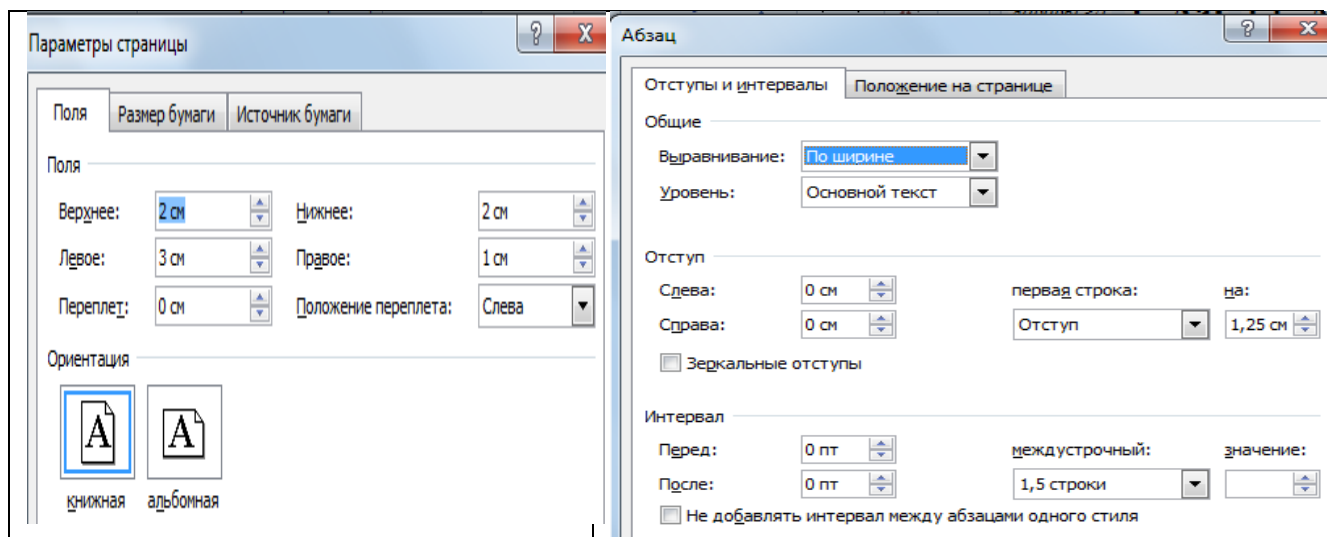 Параметры страницы
Поля Размер бумаги Источник бумаги
Поля
Верхнее: 2 см Нижнее: 2 см
Левое: 3 см Правое: 1 см
Переплет: 0 см Положение переплета: Слева
Ориентация
A A
книжная альбомная
Абзац
Отступы и интервалы Положение на странице
Общие
Выравнивание: По ширине
Уровень: Основной текст
Отступ
Слева: 0 см первая строка: на:
Справа: 0 см Отступ 1,25 см
Зеркальные отступы
Интервал
Перед: 0 пт междустрочный: значение:
После: 0 пт 1,5 строки
Не добавлять интервал между абзацами одного стиля